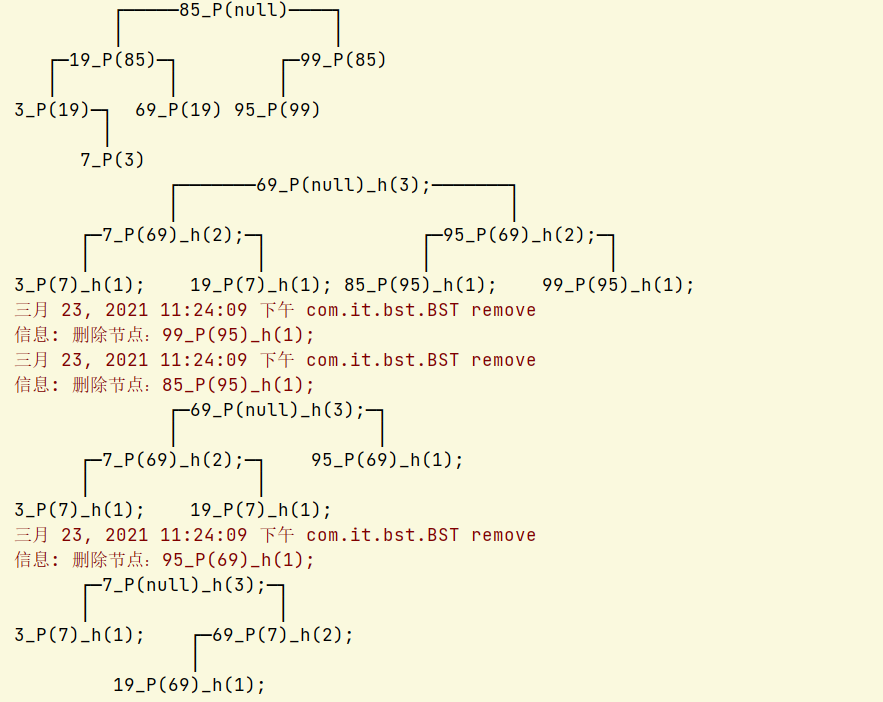 85_P(null)
19_P(85) 99_P(85)
3_P(19) 69_P(19) 95_P(99)
7_P(3)
69_P(null)_h(3);
7_P(69)_h(2); 95_P(69)_h(2);
3_P(7)_h(1); 19_P(7)_h(1); 85_P(95)_h(1); 99_P(95)_h(1);
三月 23, 2021 11:24:09 下午 com.it.bst.BST remove
信息: 删除节点：99_P(95)_h(1);
三月 23, 2021 11:24:09 下午 com.it.bst.BST remove
信息: 删除节点：85_P(95)_h(1);
69_P(null)_h(3);
7_P(69)_h(2); 95_P(69)_h(1);
3_P(7)_h(1); 19_P(7)_h(1);
三月 23, 2021 11:24:09 下午 com.it.bst.BST remove
信息: 删除节点：95_P(69)_h(1);
7_P(null)_h(3);
3_P(7)_h(1); 69_P(7)_h(2);
19_P(69)_h(1);